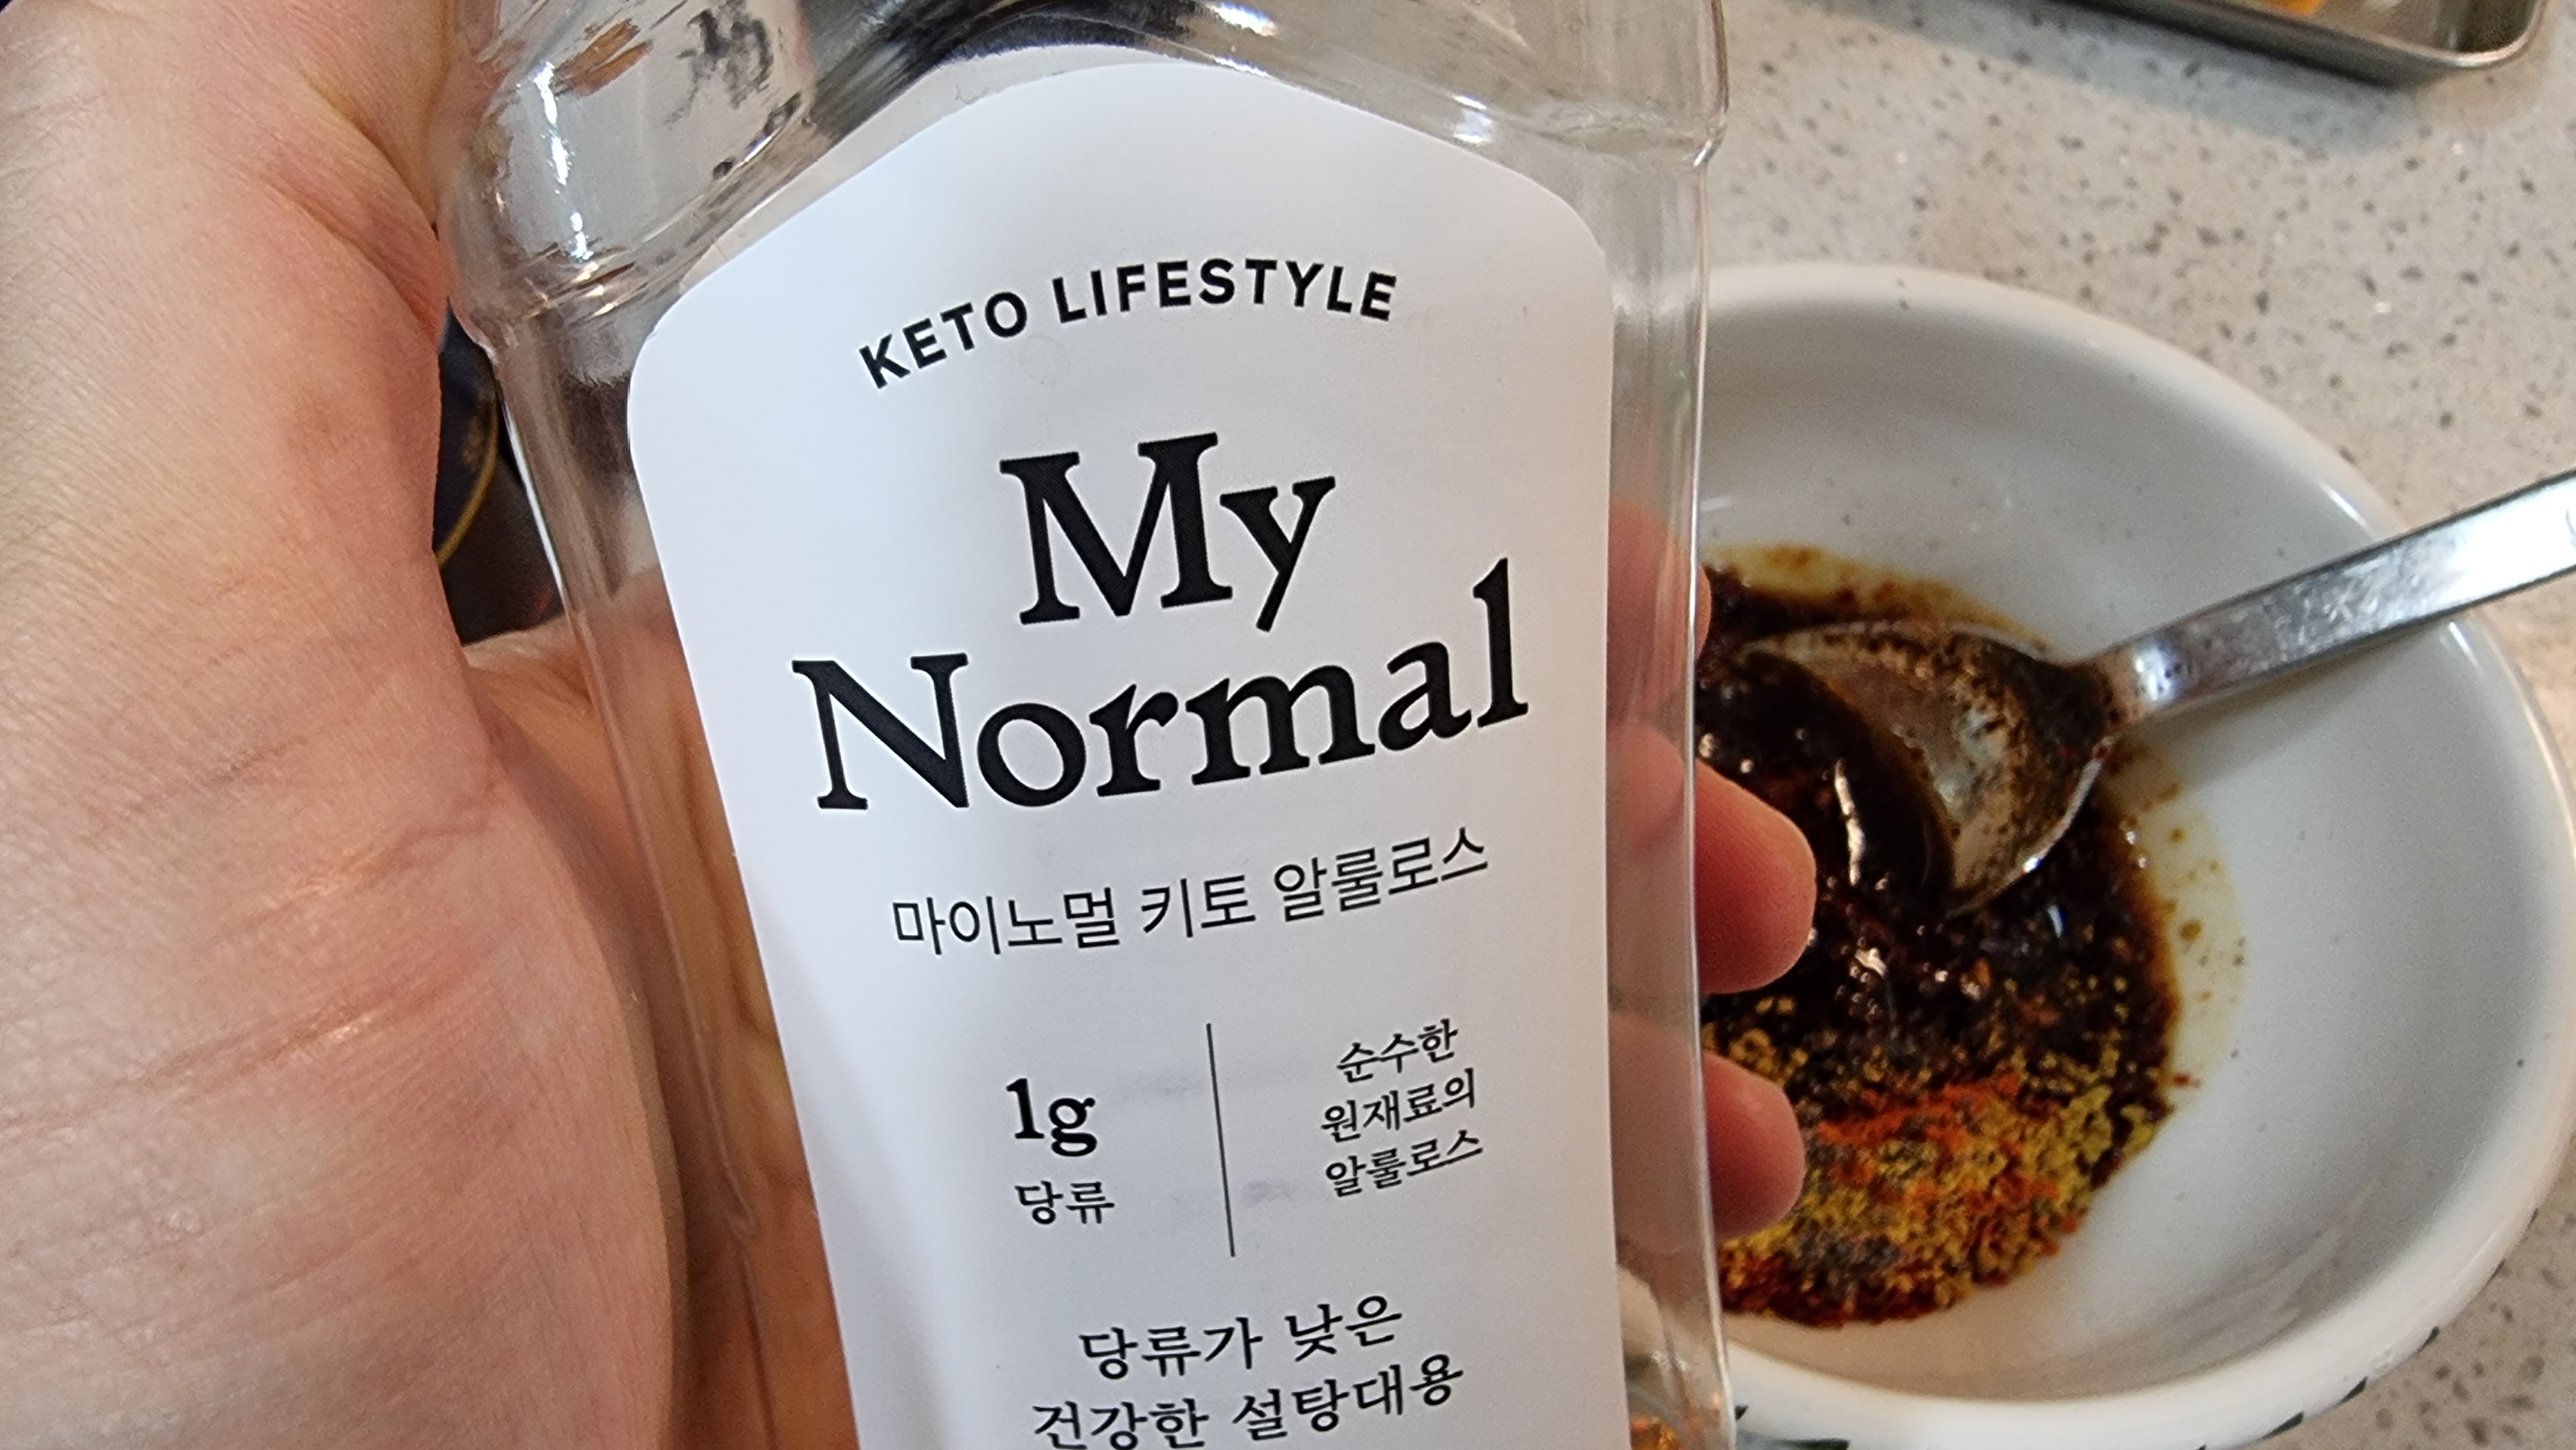 KETO LIFESTYLE
My
Normal
마이노멀 키토 알룰로스
1g
당류
순수한
원재료의
알룰로스
당류가 낮은
건강한 설탕대용